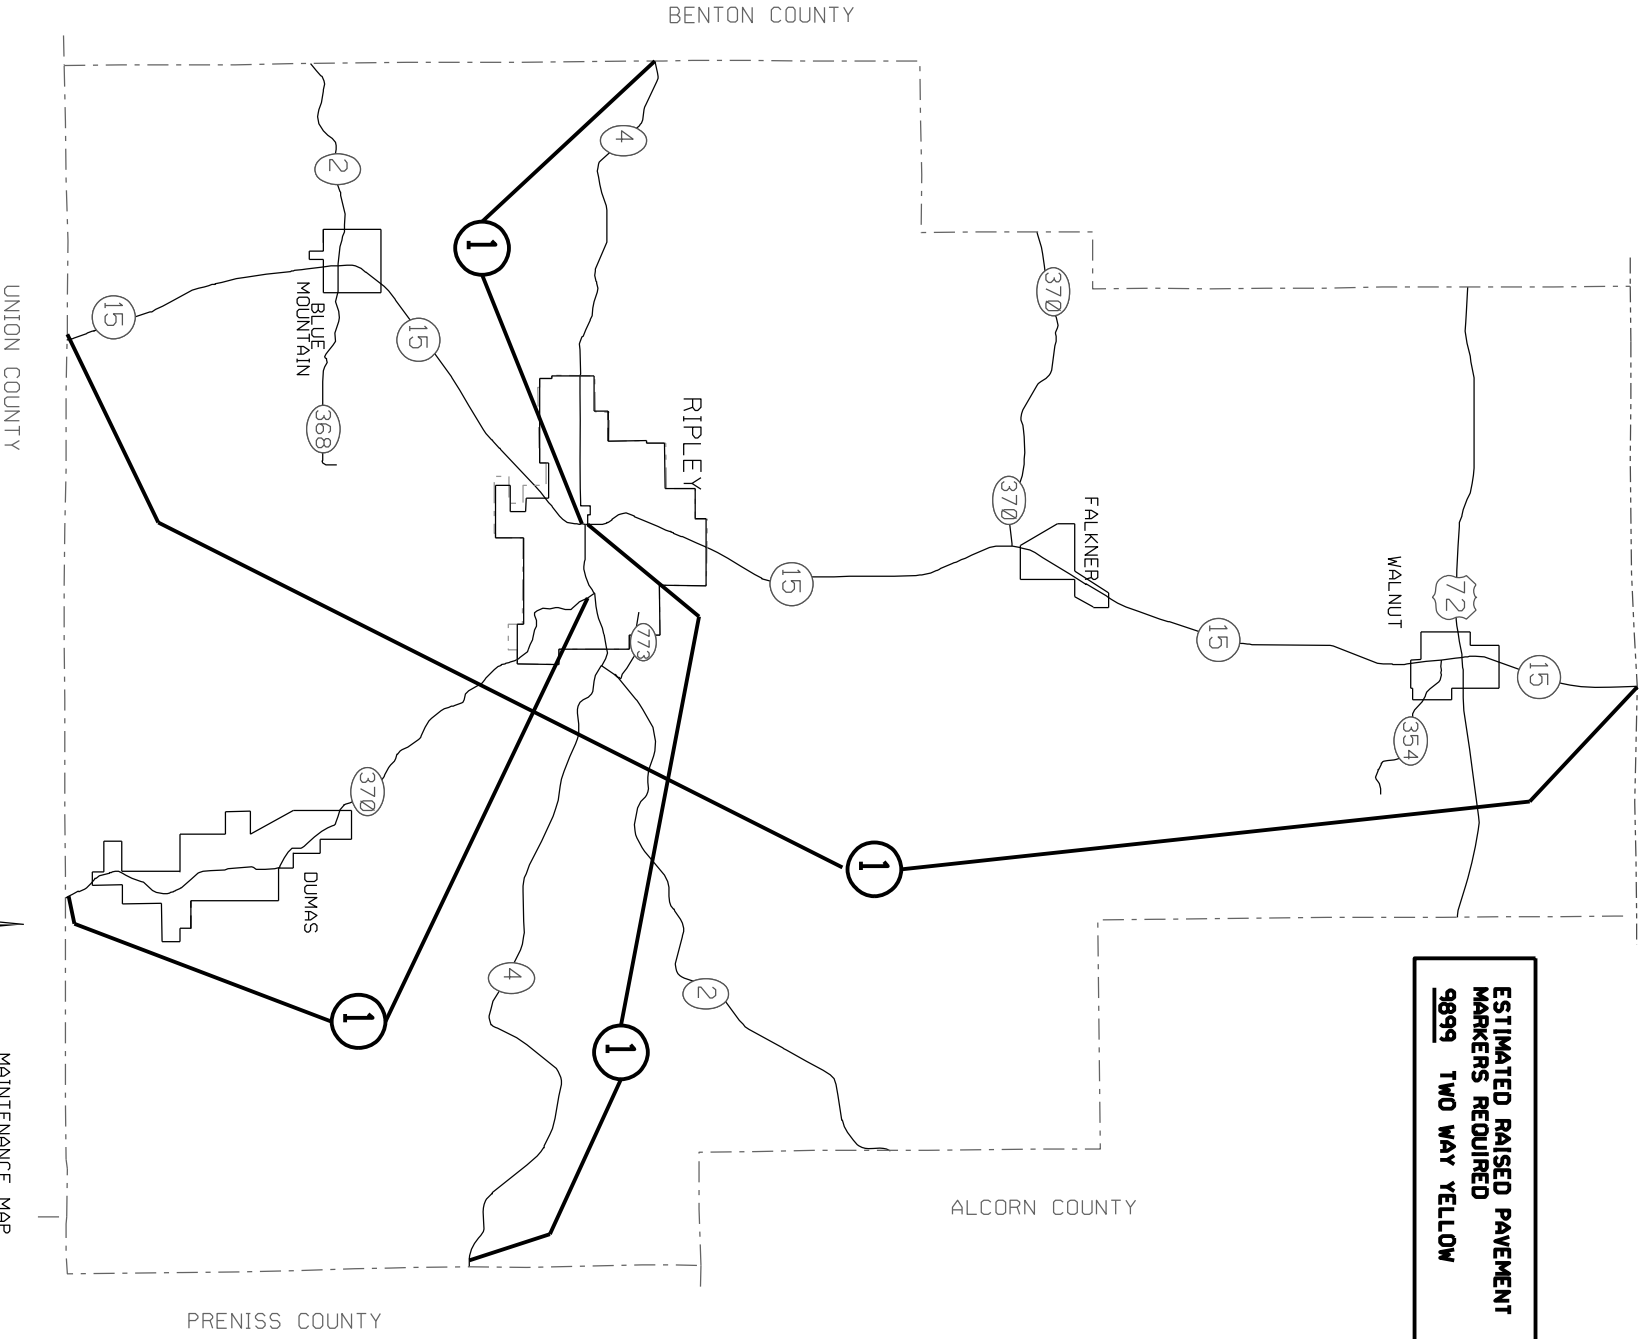 BENTON COUNTY
4
2
1
370
15
BLUE
MOUNTAIN
15
UNION COUNTY
368
RIPLEY
370
FALKNER
WALNUT
72
15
15
773
15
354
370
1
DUMAS
4
2
1
1
ESTIMATED RAISED PAVEMENT
MARKERS REQUIRED
9899 TWO WAY YELLOW
MAINTENANCE MAP
ALCORN COUNTY
PRENISS COUNTY